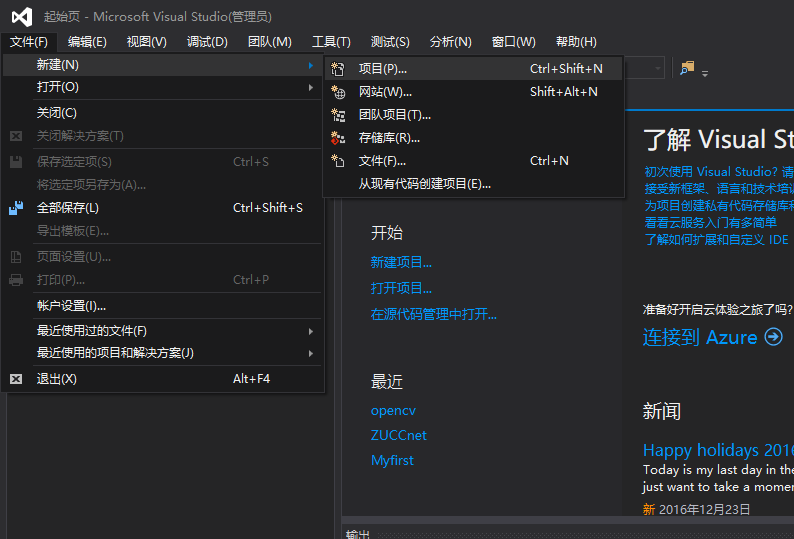 起始页 - Microsoft Visual Studio(管理员)
文件(F) 编辑(E) 视图(V) 调试(D) 团队(M) 工具(T) 测试(S) 分析(N) 窗口(W) 帮助(H)
新建(N)
打开(O)
关闭(C)
关闭解决方案(T)
保存选定项(S) Ctrl+S
将选定项另存为(A)...
全部保存(L) Ctrl+Shift+S
导出模板(E)...
页面设置(U)...
打印(P)... Ctrl+P
帐户设置(I)...
最近使用过的文件(F)
最近使用的项目和解决方案(J)
退出(X) Alt+F4
项目(P)... Ctrl+Shift+N
网站(W)... Shift+Alt+N
团队项目(T)...
存储库(R)...
文件(F)... Ctrl+N
从现有代码创建项目(E)...
开始
新建项目...
打开项目...
在源代码管理中打开...
最近
opencv
ZUCCnet
Myfirst
了解 Visual St
初次使用 Visual Studio? 请
接受新框架、语言和技术培训
为项目创建私有代码存储库和
看看云服务入门有多简单
了解如何扩展和自定义 IDE
准备好开启云体验之旅了吗?
连接到 Azure
新闻
Happy holidays 2016
Today is my last day in the
just want to take a momen
新 2016年12月23日
输出